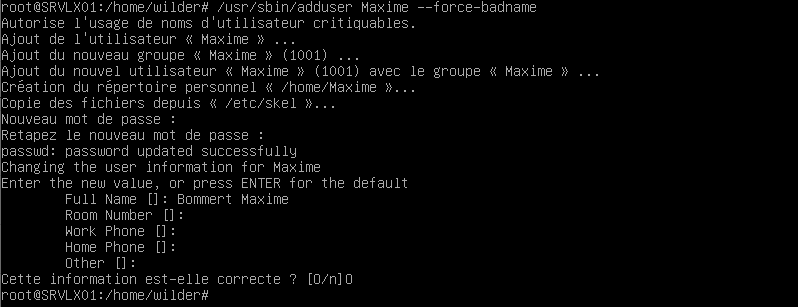 root@SRVLX01:/home/wilder# /usr/sbin/adduser Maxime --force-badname
Autorise l'usage de noms d'utilisateur critiquables.
Ajout de l'utilisateur « Maxime » ...
Ajout du nouveau groupe « Maxime » (1001) ...
Ajout du nouvel utilisateur « Maxime » (1001) avec le groupe « Maxime » ...
Création du répertoire personnel « /home/Maxime »...
Copie des fichiers depuis « /etc/skel »...
Nouveau mot de passe :
Retapez le nouveau mot de passe :
passwd: password updated successfully
Changing the user information for Maxime
Enter the new value, or press ENTER for the default
Full Name []: Bommert Maxime
Room Number []:
Work Phone []:
Home Phone []:
Other []:
Cette information est-elle correcte ? [O/n]O
root@SRVLX01:/home/wilder#